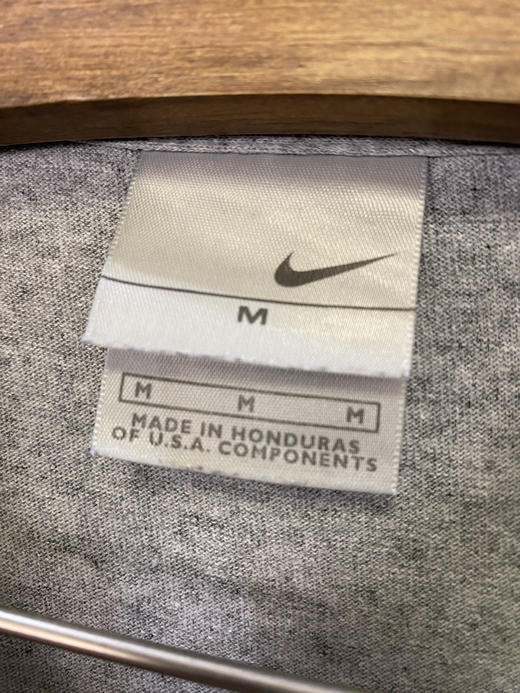 M
M M M
MADE IN HONDURAS
OF U.S.A. COMPONENTS